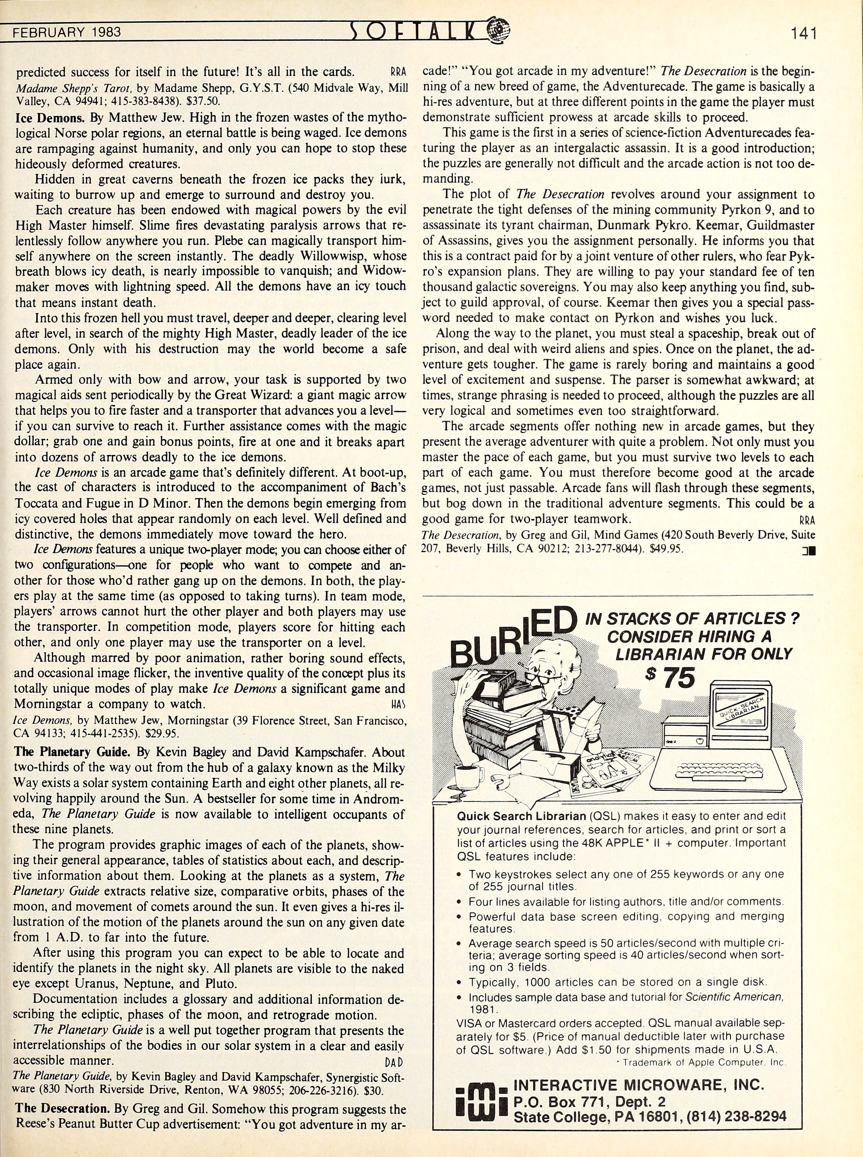 FEBRUARY 1983
SOFTALK
141
predicted success for itself in the future! It's all in the cards. RRA
Madame Shepp's Tarot, by Madame Shepp, G.Y.S.T. (540 Midvale Way, Mill
Valley, CA 94941; 415-383-8438). $37.50.
Ice Demons. By Matthew Jew. High in the frozen wastes of the mytho-
logical Norse polar regions, an eternal battle is being waged. Ice demons
are rampaging against humanity, and only you can hope to stop these
hideously deformed creatures.
Hidden in great caverns beneath the frozen ice packs they lurk,
waiting to burrow up and emerge to surround and destroy you.
Each creature has been endowed with magical powers by the evil
High Master himself. Slime fires devastating paralysis arrows that re-
lentlessly follow anywhere you run. Plebe can magically transport him-
self anywhere on the screen instantly. The deadly Willowwisp, whose
breath blows icy death, is nearly impossible to vanquish; and Widow-
maker moves with lightning speed. All the demons have an icy touch
that means instant death.
Into this frozen hell you must travel, deeper and deeper, clearing level
after level, in search of the mighty High Master, deadly leader of the ice
demons. Only with his destruction may the world become a safe
place again.
Armed only with bow and arrow, your task is supported by two
magical aids sent periodically by the Great Wizard: a giant magic arrow
that helps you to fire faster and a transporter that advances you a level—
if you can survive to reach it. Further assistance comes with the magic
dollar; grab one and gain bonus points, fire at one and it breaks apart
into dozens of arrows deadly to the ice demons.
Ice Demons is an arcade game that's definitely different. At boot-up,
the cast of characters is introduced to the accompaniment of Bach's
Toccata and Fugue in D Minor. Then the demons begin emerging from
icy covered holes that appear randomly on each level. Well defined and
distinctive, the demons immediately move toward the hero.
Ice Demons features a unique two-player mode; you can choose either of
two configurations—one for people who want to compete and an-
other for those who'd rather gang up on the demons. In both, the play-
ers play at the same time (as opposed to taking turns). In team mode,
players' arrows cannot hurt the other player and both players may use
the transporter. In competition mode, players score for hitting each
other, and only one player may use the transporter on a level.
Although marred by poor animation, rather boring sound effects,
and occasional image flicker, the inventive quality of the concept plus its
totally unique modes of play make Ice Demons a significant game and
Morningstar a company to watch. HAS
Ice Demons, by Matthew Jew, Morningstar (39 Florence Street, San Francisco,
CA 94133; 415-441-2535). $29.95.
The Planetary Guide. By Kevin Bagley and David Kampschafer. About
two-thirds of the way out from the hub of a galaxy known as the Milky
Way exists a solar system containing Earth and eight other planets, all re-
volving happily around the Sun. A bestseller for some time in Androm-
eda, The Planetary Guide is now available to intelligent occupants of
these nine planets.
The program provides graphic images of each of the planets, show-
ing their general appearance, tables of statistics about each, and descrip-
tive information about them. Looking at the planets as a system, The
Planetary Guide extracts relative size, comparative orbits, phases of the
moon, and movement of comets around the sun. It even gives a hi-res il-
lustration of the motion of the planets around the sun on any given date
from 1 A.D. to far into the future.
After using this program you can expect to be able to locate and
identify the planets in the night sky. All planets are visible to the naked
eye except Uranus, Neptune, and Pluto.
Documentation includes a glossary and additional information de-
scribing the ecliptic, phases of the moon, and retrograde motion.
The Planetary Guide is a well put together program that presents the
interrelationships of the bodies in our solar system in a clear and easily
accessible manner. DAD
The Planetary Guide, by Kevin Bagley and David Kampschafer, Synergistic Soft-
ware (830 North Riverside Drive, Renton, WA 98055; 206-226-3216). $30.
The Desecration. By Greg and Gil. Somehow this program suggests the
Reese's Peanut Butter Cup advertisement: "You got adventure in my ar-
cade!" "You got arcade in my adventure!" The Desecration is the begin-
ning of a new breed of game, the Adventurecade. The game is basically a
hi-res adventure, but at three different points in the game the player must
demonstrate sufficient prowess at arcade skills to proceed.
This game is the first in a series of science-fiction Adventurecades fea-
turing the player as an intergalactic assassin. It is a good introduction;
the puzzles are generally not difficult and the arcade action is not too de-
manding.
The plot of The Desecration revolves around your assignment to
penetrate the tight defenses of the mining community Pyrkon 9, and to
assassinate its tyrant chairman, Dunmark Pykro. Keemar, Guildmaster
of Assassins, gives you the assignment personally. He informs you that
this is a contract paid for by a joint venture of other rulers, who fear Pyk-
ro's expansion plans. They are willing to pay your standard fee of ten
thousand galactic sovereigns. You may also keep anything you find, sub-
ject to guild approval, of course. Keemar then gives you a special pass-
word needed to make contact on Pyrkon and wishes you luck.
Along the way to the planet, you must steal a spaceship, break out of
prison, and deal with weird aliens and spies. Once on the planet, the ad-
venture gets tougher. The game is rarely boring and maintains a good
level of excitement and suspense. The parser is somewhat awkward; at
times, strange phrasing is needed to proceed, although the puzzles are all
very logical and sometimes even too straightforward.
The arcade segments offer nothing new in arcade games, but they
present the average adventurer with quite a problem. Not only must you
master the pace of each game, but you must survive two levels to each
part of each game. You must therefore become good at the arcade
games, not just passable. Arcade fans will flash through these segments,
but bog down in the traditional adventure segments. This could be a
good game for two-player teamwork. RRA
The Desecration, by Greg and Gil, Mind Games (420 South Beverly Drive, Suite
207, Beverly Hills, CA 90212; 213-277-8044). $49.95.
BURIED IN STACKS OF ARTICLES ?
CONSIDER HIRING A
LIBRARIAN FOR ONLY
$75
QUICK SEARCH
LIBRARIAN
Quick Search Librarian (QSL) makes it easy to enter and edit
your journal references, search for articles, and print or sort a
list of articles using the 48K APPLE* II + computer. Important
QSL features include:
• Two keystrokes select any one of 255 keywords or any one
of 255 journal titles.
• Four lines available for listing authors, title and/or comments.
• Powerful data base screen editing, copying and merging
features.
• Average search speed is 50 articles/second with multiple cri-
teria; average sorting speed is 40 articles/second when sort-
ing on 3 fields.
• Typically, 1000 articles can be stored on a single disk.
• Includes sample data base and tutorial for Scientific American,
1981.
VISA or Mastercard orders accepted. QSL manual available sep-
arately for $5. (Price of manual deductible later with purchase
of QSL software.) Add $1.50 for shipments made in U.S.A.
* Trademark of Apple Computer, Inc.
INTERACTIVE MICROWARE, INC.
P.O. Box 771, Dept. 2
State College, PA 16801, (814) 238-8294